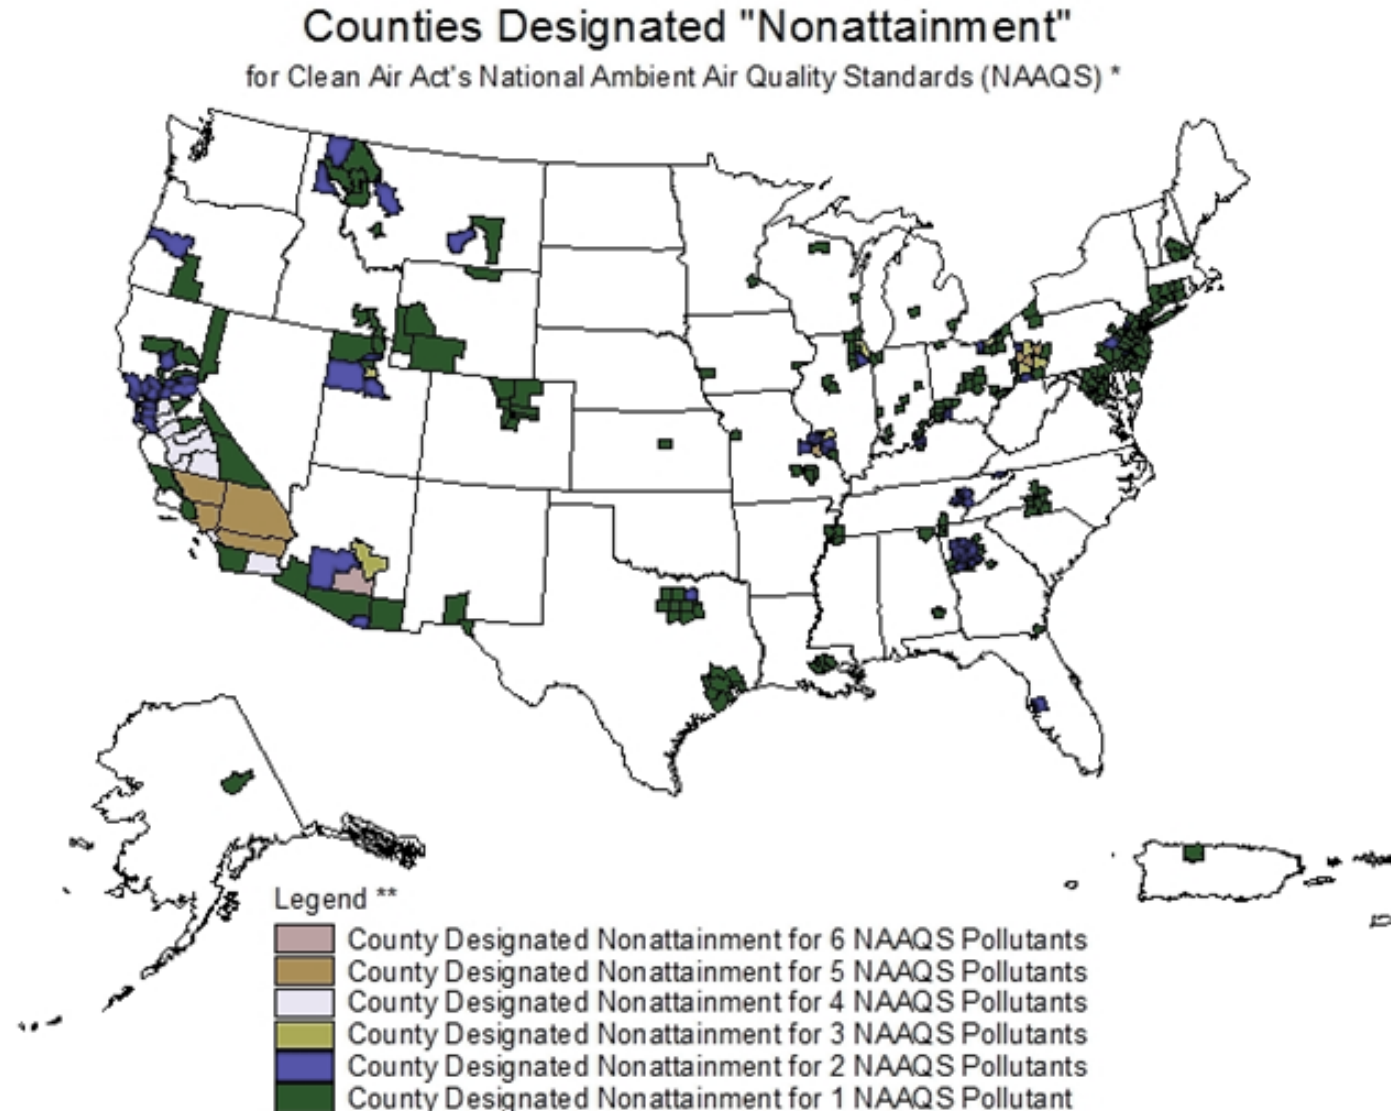 Counties Designated "Nonattainment"
for Clean Air Act's National Ambient Air Quality Standards (NAAQS) *
Legend **
County Designated Nonattainment for 6 NAAQS Pollutants
County Designated Nonattainment for 5 NAAQS Pollutants
County Designated Nonattainment for 4 NAAQS Pollutants
County Designated Nonattainment for 3 NAAQS Pollutants
County Designated Nonattainment for 2 NAAQS Pollutants
County Designated Nonattainment for 1 NAAQS Pollutant